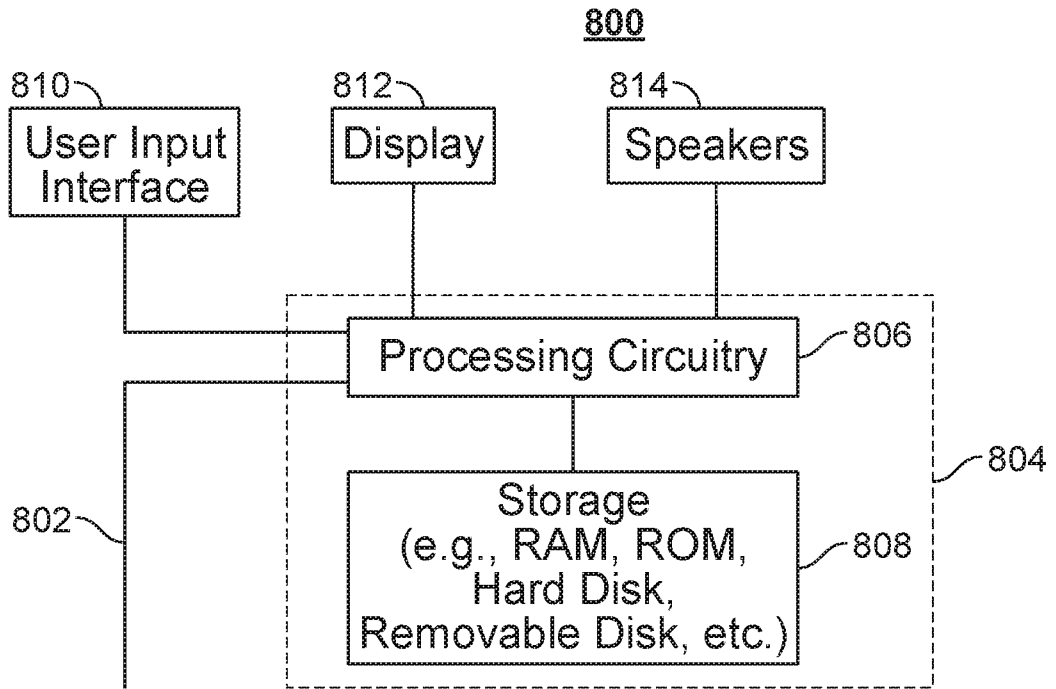 800
810
812
814
User Input
Interface
Display
Speakers
Processing Circuitry
806
804
802
Storage
(e.g., RAM, ROM,
Hard Disk,
Removable Disk, etc.)
808